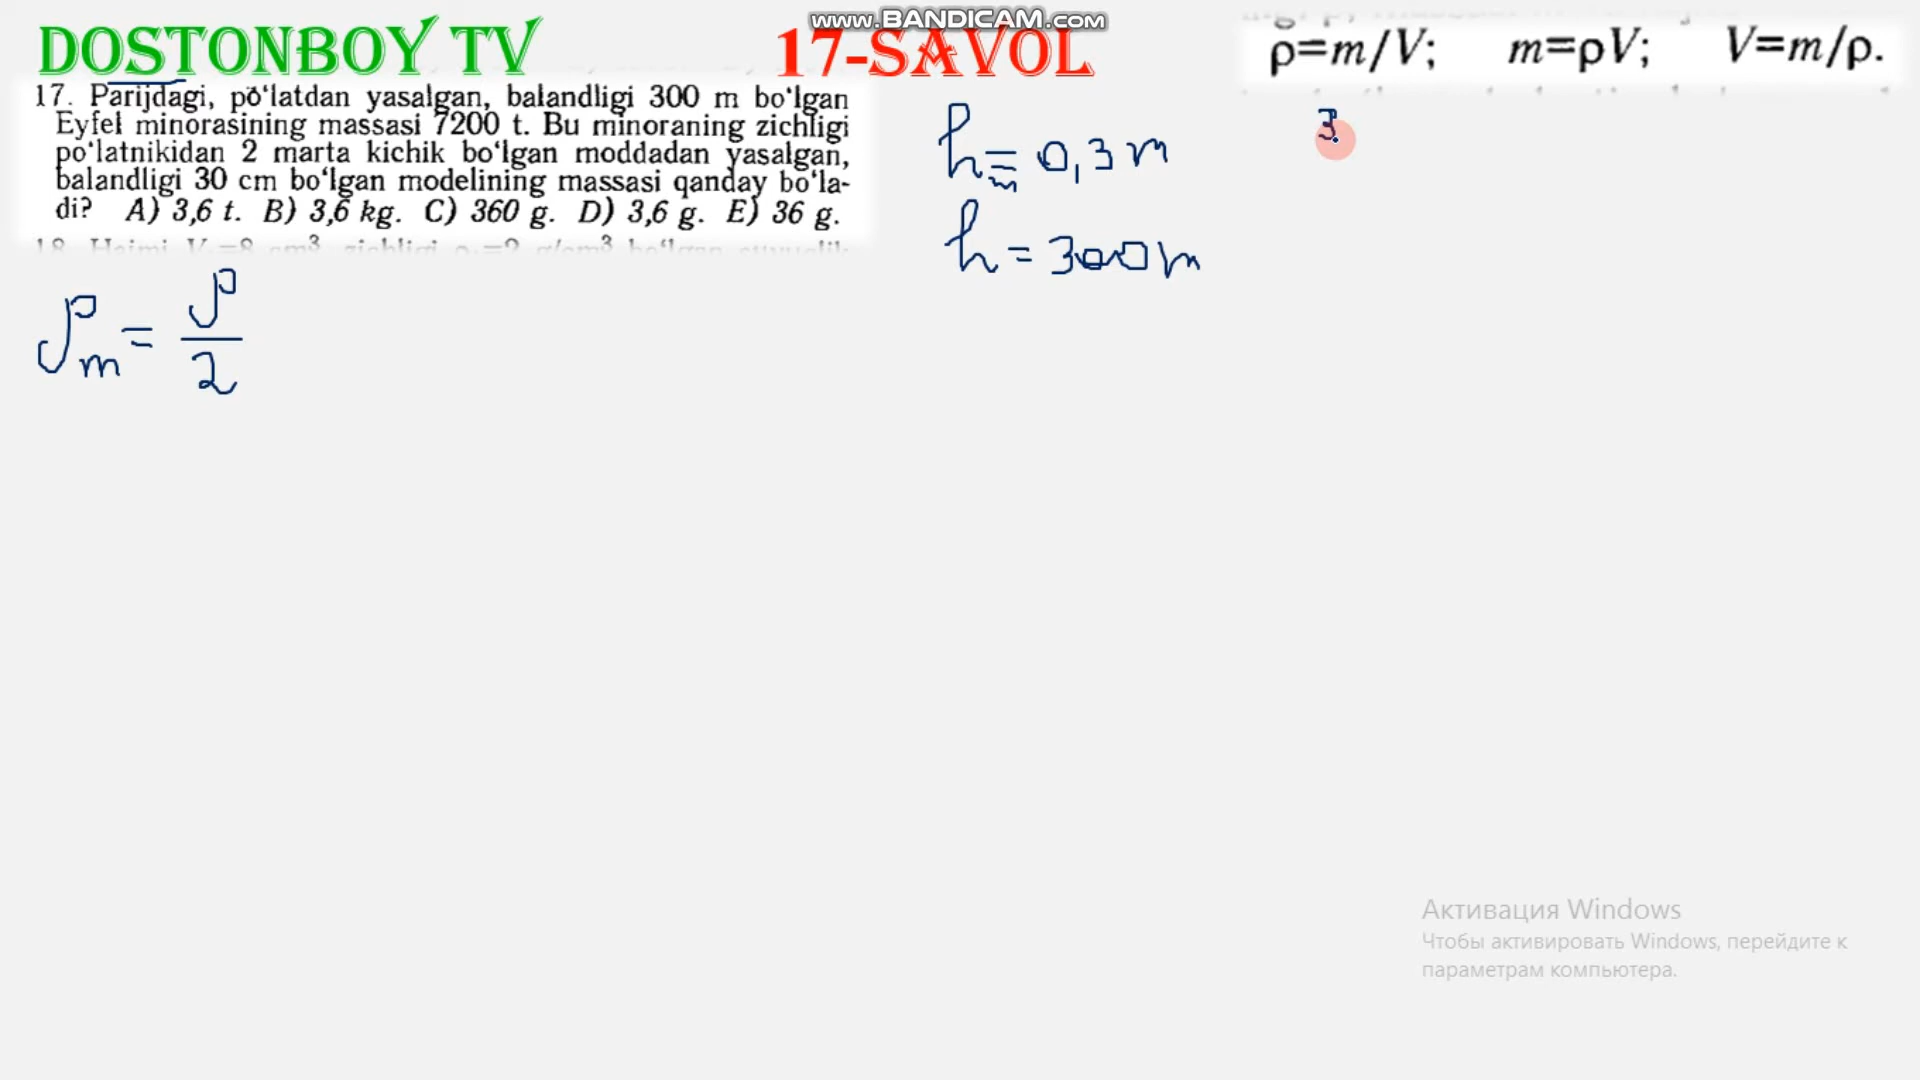 www.BANDICAM.com
DOSTONBOY TV
17-SAVOL
ρ=m/V; m=ρV; V=m/ρ.
17. Parijdagi, po‘latdan yasalgan, balandligi 300 m bo‘lgan
Eyfel minorasining massasi 7200 t. Bu minoraning zichligi
po‘latnikidan 2 marta kichik bo‘lgan moddadan yasalgan,
balandligi 30 cm bo‘lgan modelining massasi qanday bo‘la-
di? A) 3,6 t. B) 3,6 kg. C) 360 g. D) 3,6 g. E) 36 g.
h m = 0,3 m
h = 300 m
3
ρ m = ρ / 2
Активация Windows
Чтобы активировать Windows, перейдите к
параметрам компьютера.